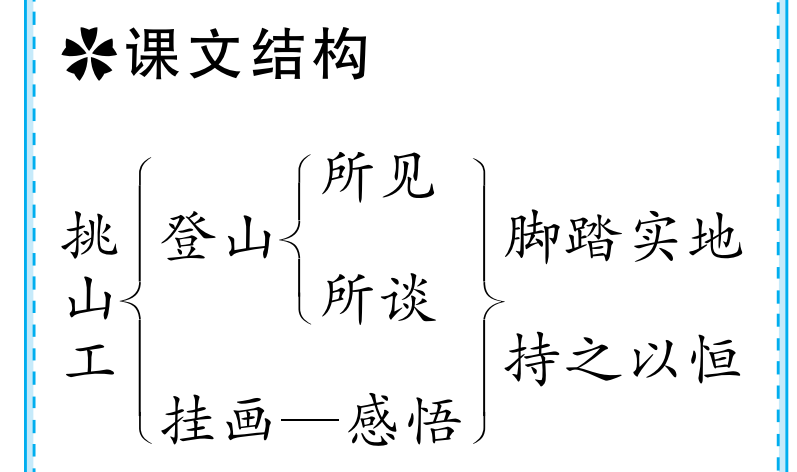 课文结构
挑山工
登山
所见
所谈
挂画—感悟
脚踏实地
持之以恒